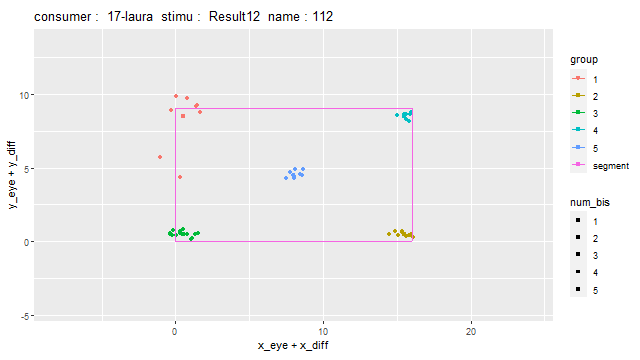 consumer :  17-laura  stimu :  Result12  name : 112
10
5
0
-5
0
10
20
x_eye + x_diff
y_eye + y_diff
group
1
2
3
4
5
segment
num_bis
1
2
3
4
5